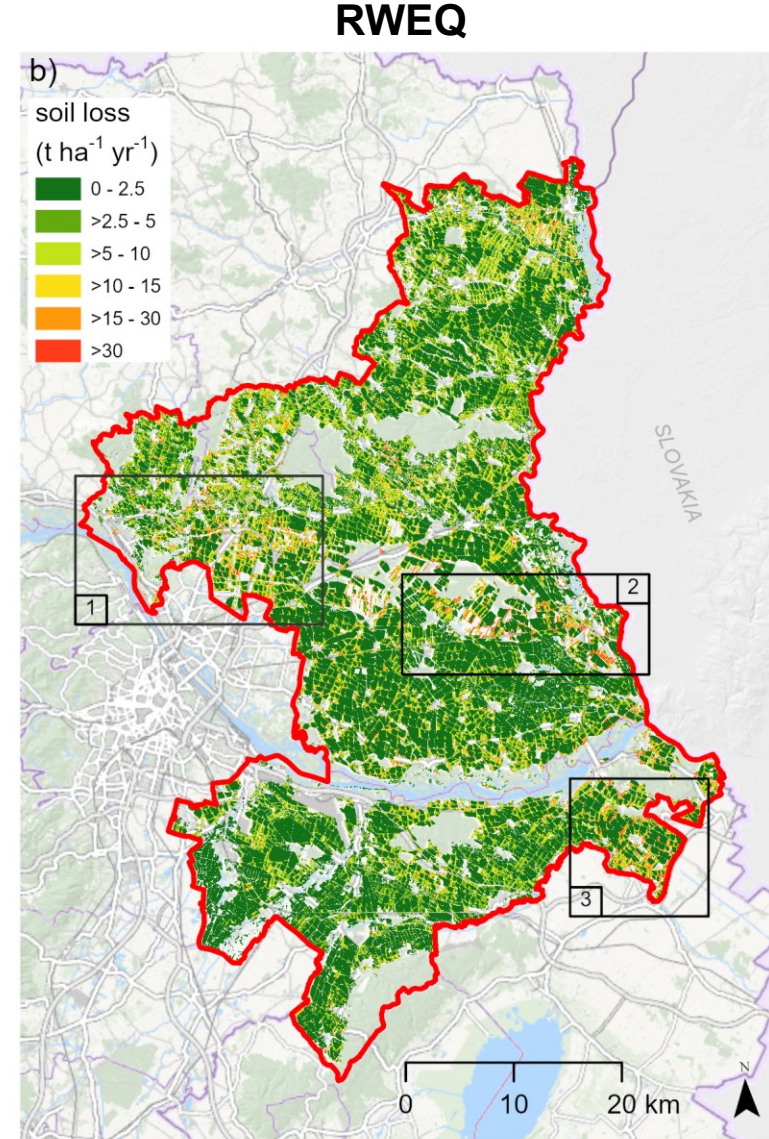 RWEQ
b)
soil loss
(t ha⁻¹ yr⁻¹)
0 - 2.5
>2.5 - 5
>5 - 10
>10 - 15
>15 - 30
>30
SLOVAKIA
1
2
3
0 10 20 km
N